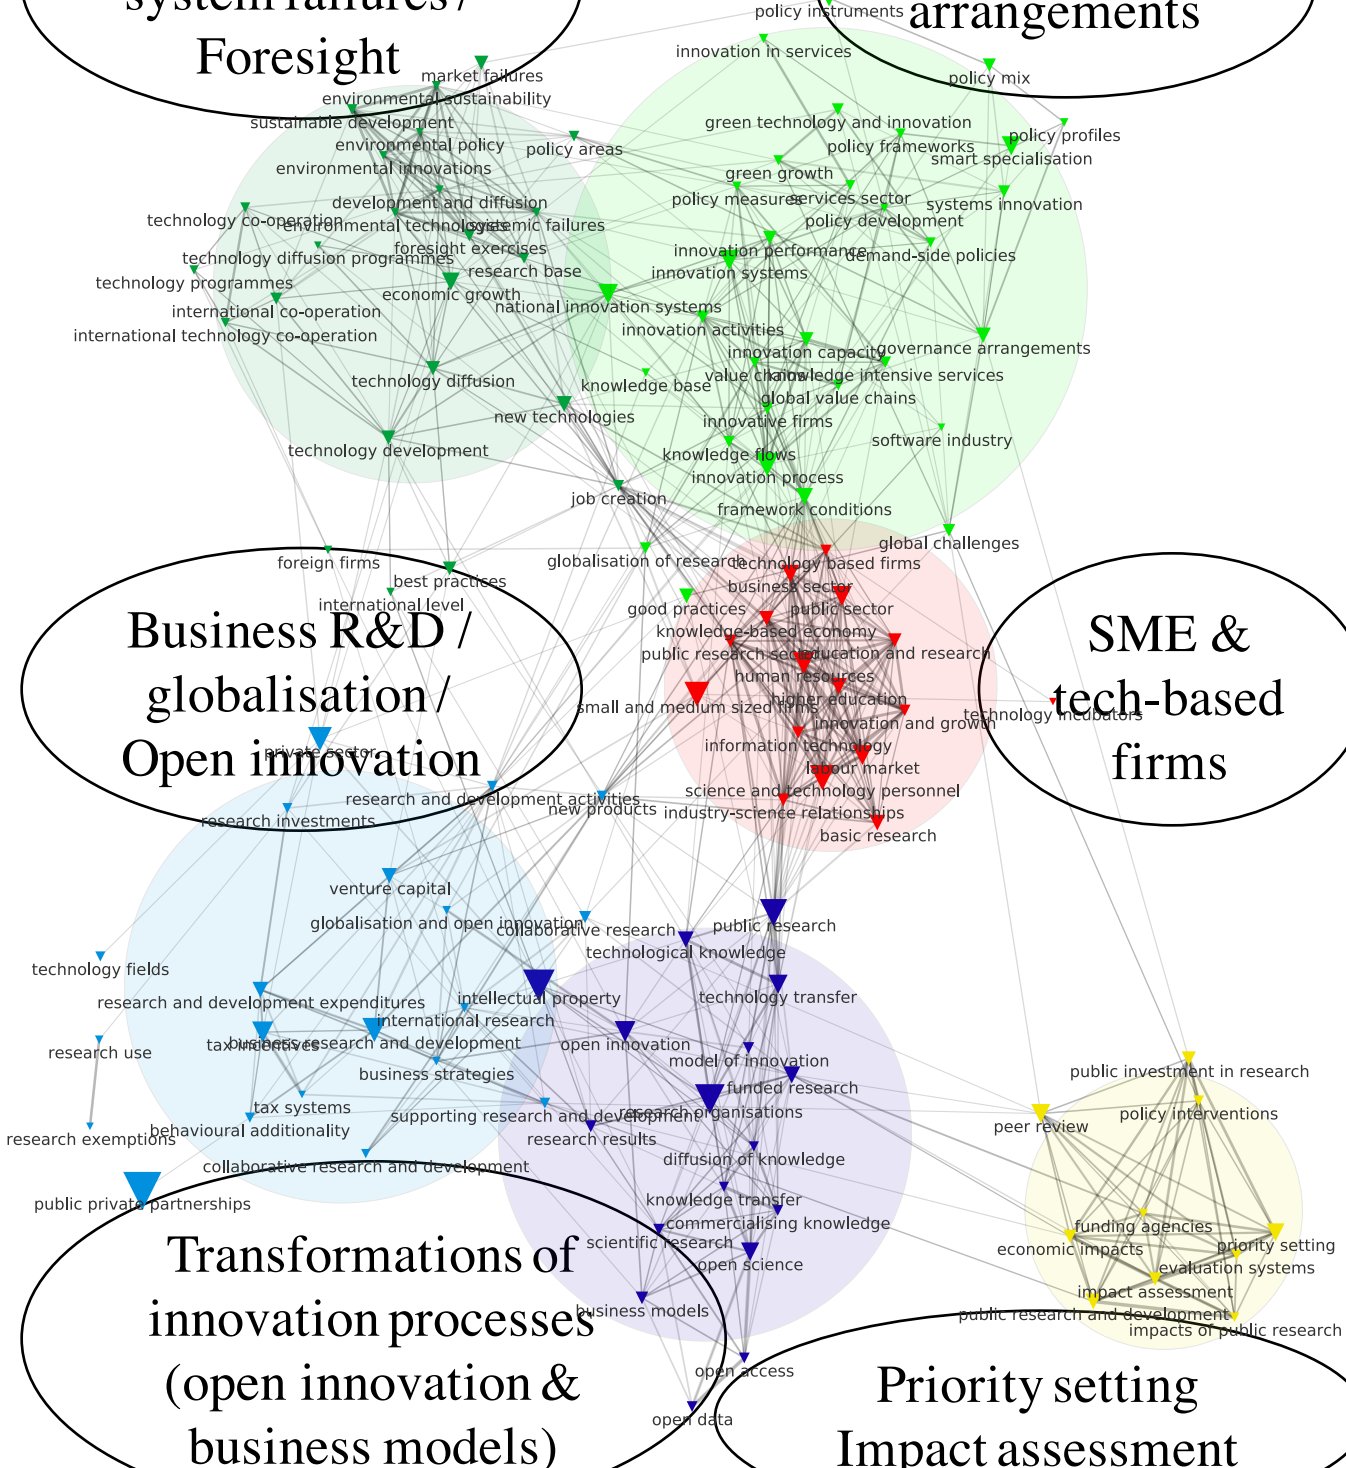 system failures /
Foresight
arrangements
policy instruments
innovation in services
market failures
policy mix
environmental sustainability
sustainable development
green technology and innovation
policy profiles
environmental policy
policy areas
policy frameworks
smart specialisation
environmental innovations
green growth
development and diffusion
policy measures
services sector
systems innovation
technology co-operation
environmental technologies
systemic failures
policy development
foresight exercises
innovation performance
demand-side policies
technology diffusion programmes
research base
innovation systems
technology programmes
economic growth
national innovation systems
international co-operation
innovation activities
international technology co-operation
innovation capacity
governance arrangements
technology diffusion
knowledge base
value chains
knowledge intensive services
global value chains
new technologies
innovative firms
software industry
technology development
knowledge flows
innovation process
job creation
framework conditions
global challenges
foreign firms
globalisation of research
technology based firms
best practices
business sector
international level
good practices
public sector
Business R&D /
globalisation /
Open innovation
SME &
tech-based
firms
knowledge-based economy
public research sector
education and research
human resources
higher education
small and medium sized firms
technology incubators
innovation and growth
private sector
information technology
labour market
research and development activities
new products
science and technology personnel
research investments
industry-science relationships
basic research
venture capital
globalisation and open innovation
collaborative research
public research
technological knowledge
technology fields
research and development expenditures
intellectual property
technology transfer
international research
tax incentives
business research and development
open innovation
research use
model of innovation
business strategies
public investment in research
funded research
tax systems
supporting research and development
research organisations
policy interventions
research exemptions
behavioural additionality
research results
peer review
collaborative research and development
diffusion of knowledge
public private partnerships
knowledge transfer
commercialising knowledge
funding agencies
scientific research
economic impacts
priority setting
open science
evaluation systems
impact assessment
business models
public research and development
impacts of public research
open access
open data
Transformations of
innovation processes
(open innovation &
business models)
Priority setting
Impact assessment